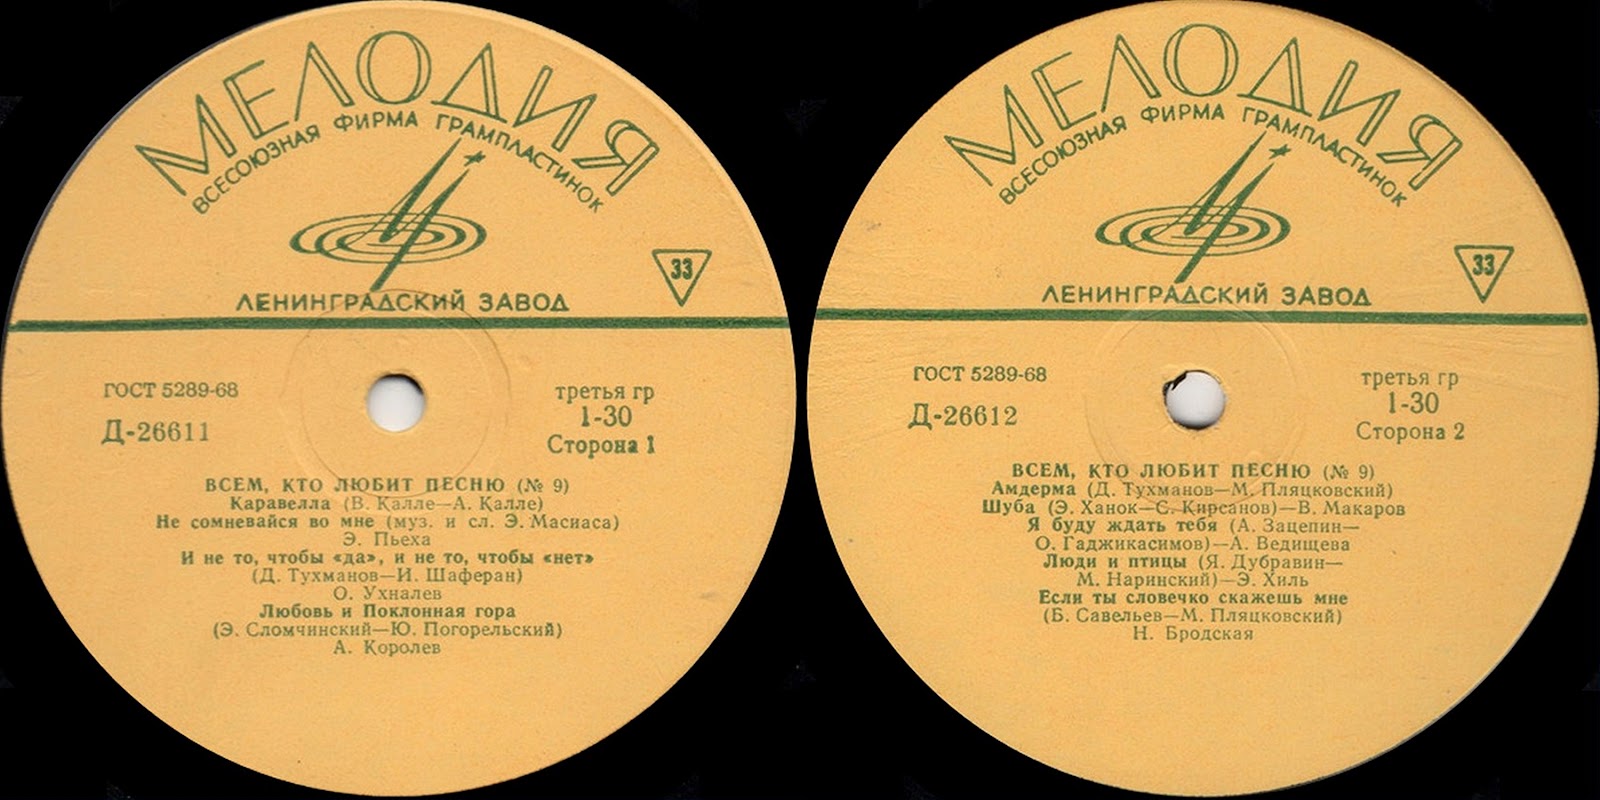 МЕЛОДИЯ
ВСЕСОЮЗНАЯ ФИРМА ГРАМПЛАСТИНОК
33
ЛЕНИНГРАДСКИЙ ЗАВОД
ГОСТ 5289-68
Д-26611
третья гр
1-30
Сторона 1
ВСЕМ, КТО ЛЮБИТ ПЕСНЮ (№ 9)
Каравелла (В. Калле—А. Калле)
Не сомневайся во мне (муз. и сл. Э. Масиаса)
Э. Пьеха
И не то, чтобы «да», и не то, чтобы «нет»
(Д. Тухманов—И. Шаферан)
О. Ухналев
Любовь и Поклонная гора
(Э. Сломчинский—Ю. Погорельский)
А. Королев
МЕЛОДИЯ
ВСЕСОЮЗНАЯ ФИРМА ГРАМПЛАСТИНОК
33
ЛЕНИНГРАДСКИЙ ЗАВОД
ГОСТ 5289-68
Д-26612
третья гр
1-30
Сторона 2
ВСЕМ, КТО ЛЮБИТ ПЕСНЮ (№ 9)
Амдерма (Д. Тухманов—М. Пляцковский)
Шуба (Э. Ханок—С. Кирсанов)—В. Макаров
Я буду ждать тебя (А. Зацепин—
О. Гаджикасимов)—А. Ведищева
Люди и птицы (Я. Дубравин—
М. Наринский)—Э. Хиль
Если ты словечко скажешь мне
(Б. Савельев—М. Пляцковский)
Н. Бродская